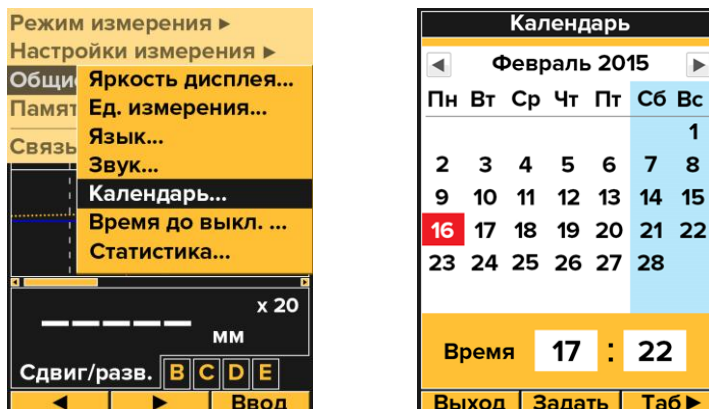 Режим измерения ►
Настройки измерения ►
Общи
Яркость дисплея...
Памят
Ед. измерения...
Язык...
Связь
Звук...
Календарь...
Время до выкл. ...
Статистика...
x 20
_ _ _ _ _
мм
Сдвиг/разв. B C D E
◄ ► Ввод
Календарь
◄ Февраль 2015 ►
Пн Вт Ср Чт Пт Сб Вс
1
2 3 4 5 6 7 8
9 10 11 12 13 14 15
16 17 18 19 20 21 22
23 24 25 26 27 28
Время 17 : 22
Выход Задать Таб ►